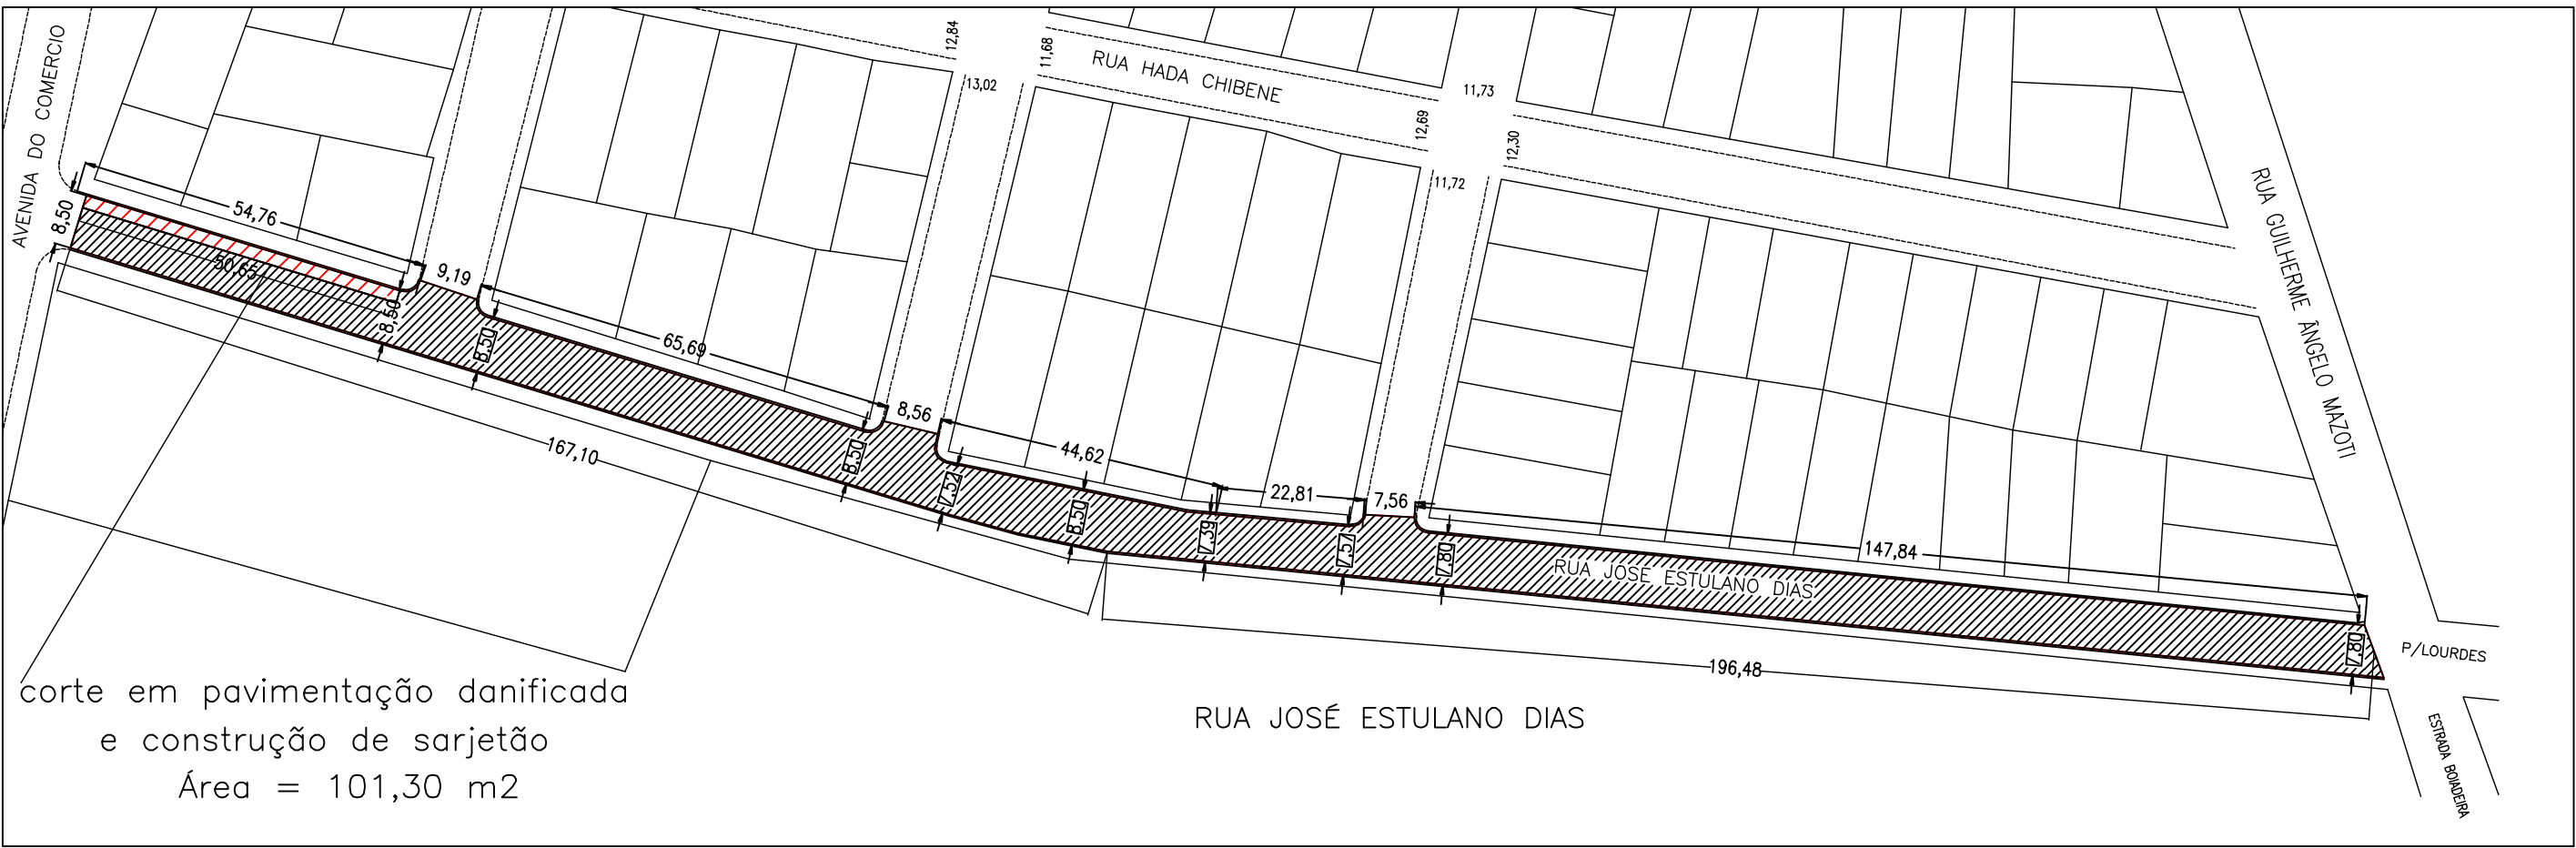 AVENIDA DO COMERCIO
12,84
11,68
RUA HADA CHIBENE
13,02
11,73
12,69
12,30
11,72
RUA GUILHERME ÂNGELO MAZOTI
8,50
54,76
50,65
8,50
9,19
8,50
65,69
8,50
8,56
167,10
7,52
44,62
8,50
7,39
22,81
7,57
7,56
7,80
147,84
RUA JOSE ESTULANO DIAS
7,80
P/LOURDES
196,48
ESTRADA BOIADEIRA
corte em pavimentação danificada
e construção de sarjetão
Área = 101,30 m2
RUA JOSÉ ESTULANO DIAS